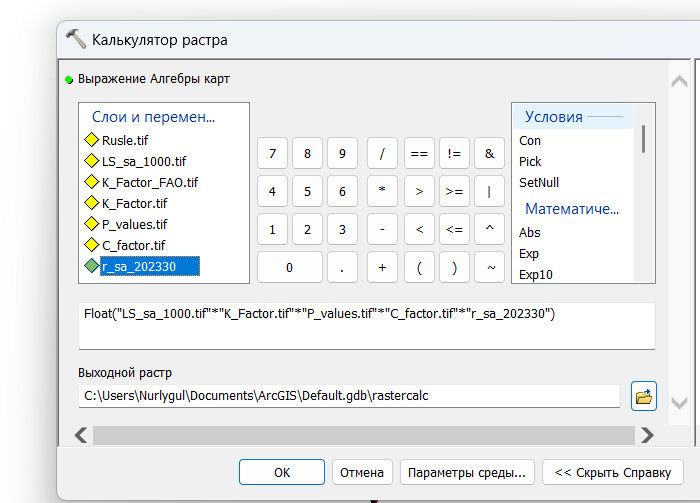 Калькулятор растра
Выражение Алгебры карт
Слои и перемен...
Rusle.tif
LS_sa_1000.tif
K_Factor_FAO.tif
K_Factor.tif
P_values.tif
C_factor.tif
r_sa_202330
7 8 9 / == != &
4 5 6 * > >= |
1 2 3 - < <= ^
0 . + ( ) ~
Условия
Con
Pick
SetNull
Математиче...
Abs
Exp
Exp10
Float("LS_sa_1000.tif"*"K_Factor.tif"*"P_values.tif"*"C_factor.tif"*"r_sa_202330")
Выходной растр
C:\Users\Nurlygul\Documents\ArcGIS\Default.gdb\rastercalc
OK Отмена Параметры среды... << Скрыть Справку